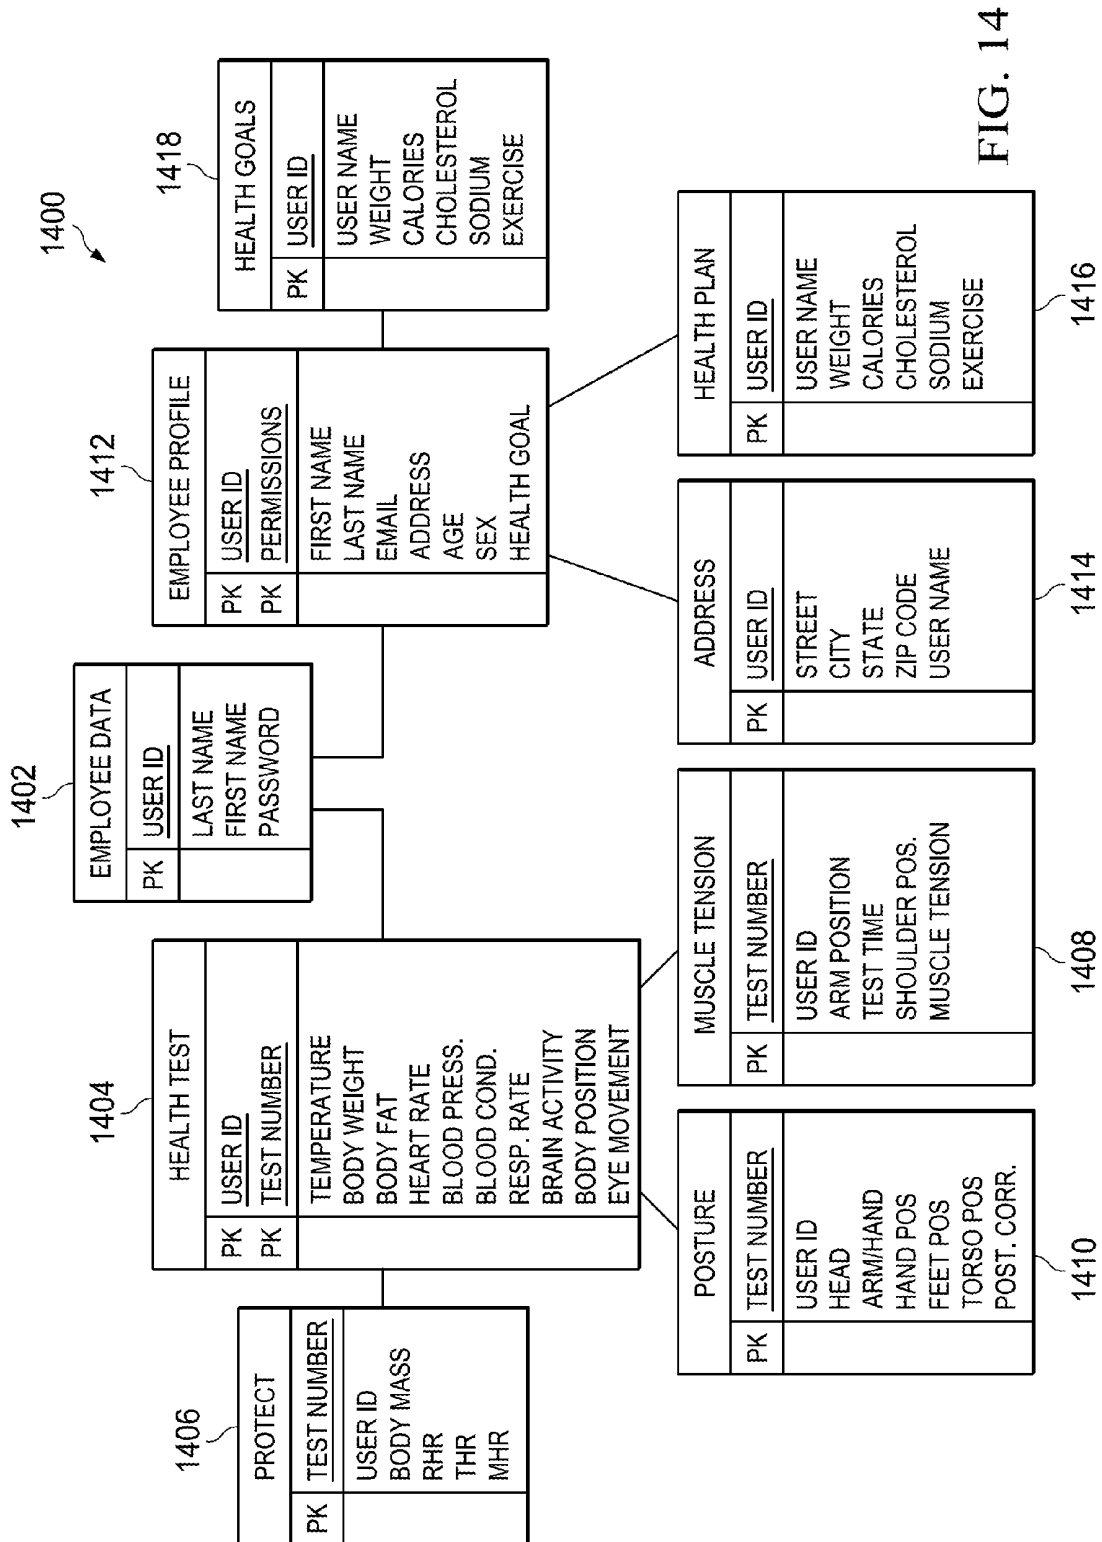 1400
1402
EMPLOYEE DATA
PK USER ID
LAST NAME
FIRST NAME
PASSWORD
1406
PROTECT
PK TEST NUMBER
USER ID
BODY MASS
RHR
THR
MHR
1404
HEALTH TEST
PK USER ID
PK TEST NUMBER
TEMPERATURE
BODY WEIGHT
BODY FAT
HEART RATE
BLOOD PRESS.
BLOOD COND.
RESP. RATE
BRAIN ACTIVITY
BODY POSITION
EYE MOVEMENT
1412
EMPLOYEE PROFILE
PK USER ID
PK PERMISSIONS
FIRST NAME
LAST NAME
EMAIL
ADDRESS
AGE
SEX
HEALTH GOAL
1418
HEALTH GOALS
PK USER ID
USER NAME
WEIGHT
CALORIES
CHOLESTEROL
SODIUM
EXERCISE
POSTURE
PK TEST NUMBER
USER ID
HEAD
ARM/HAND
HAND POS
FEET POS
TORSO POS
POST. CORR.
1410
MUSCLE TENSION
PK TEST NUMBER
USER ID
ARM POSITION
TEST TIME
SHOULDER POS.
MUSCLE TENSION
1408
ADDRESS
PK USER ID
STREET
CITY
STATE
ZIP CODE
USER NAME
1414
HEALTH PLAN
PK USER ID
USER NAME
WEIGHT
CALORIES
CHOLESTEROL
SODIUM
EXERCISE
1416
FIG. 14